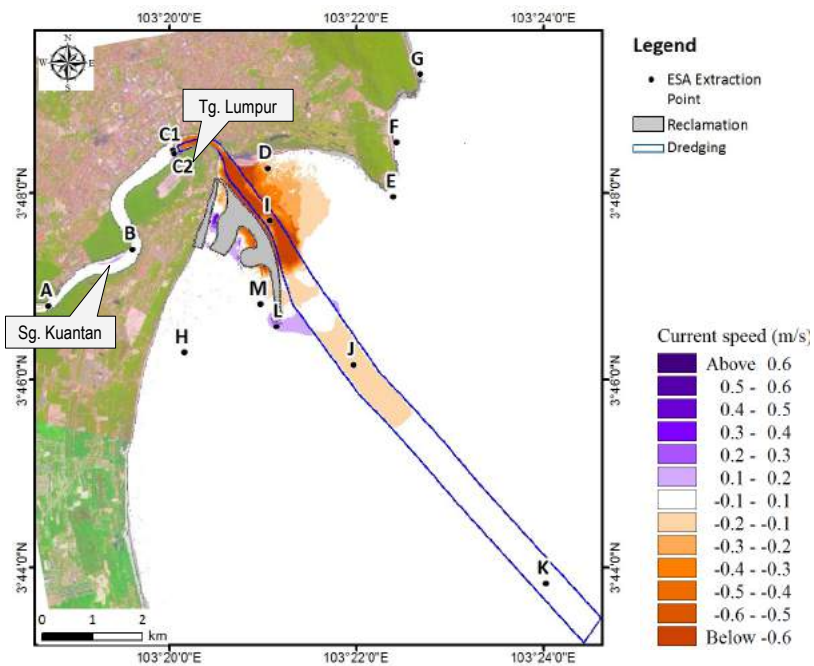 103°20'0"E 103°22'0"E 103°24'0"E
N
W E
S
G
Tg. Lumpur
C1
C2
F
D
E
I
B
A
M
L
Sg. Kuantan
H
J
K
3°48'0"N 3°48'0"N
3°46'0"N 3°46'0"N
3°44'0"N 3°44'0"N
0 1 2
km
103°20'0"E 103°22'0"E 103°24'0"E
Legend
ESA Extraction
Point
Reclamation
Dredging
Current speed (m/s)
Above 0.6
0.5 - 0.6
0.4 - 0.5
0.3 - 0.4
0.2 - 0.3
0.1 - 0.2
-0.1 - 0.1
-0.2 - -0.1
-0.3 - -0.2
-0.4 - -0.3
-0.5 - -0.4
-0.6 - -0.5
Below -0.6